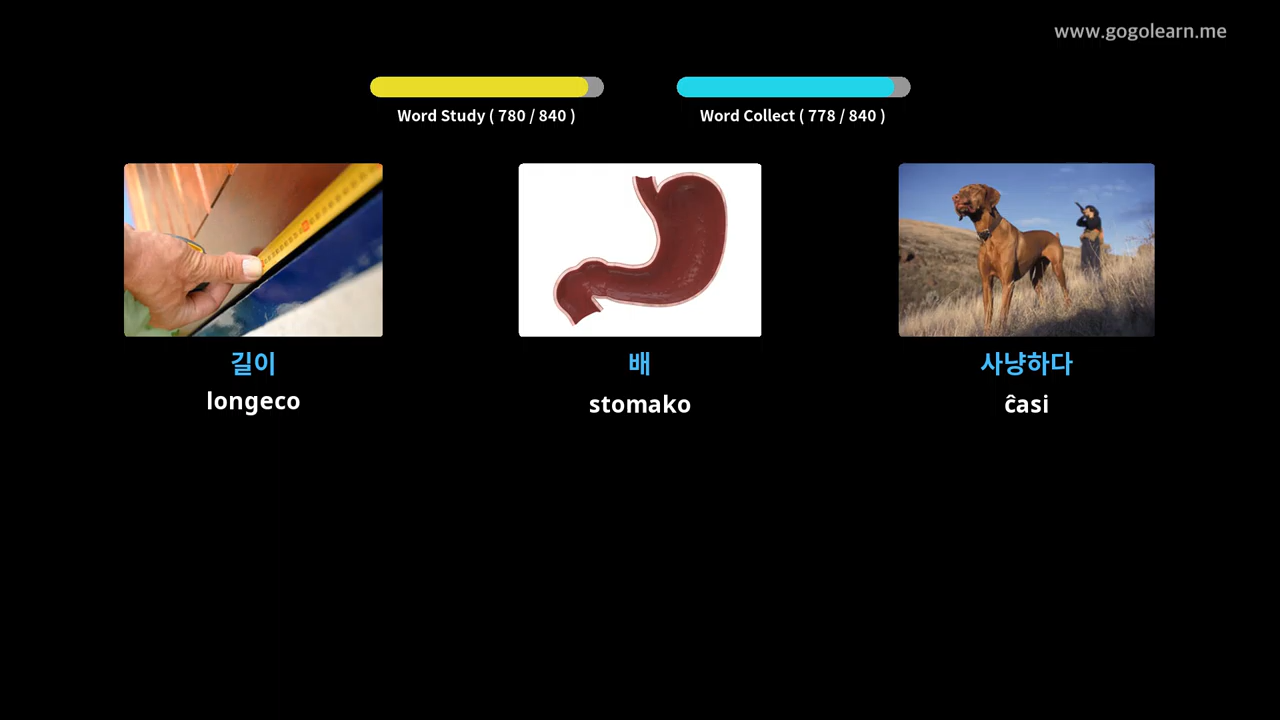 www.gogolearn.me
Word Study ( 780 / 840 )
Word Collect ( 778 / 840 )
길이
longeco
배
stomako
사냥하다
ĉasi